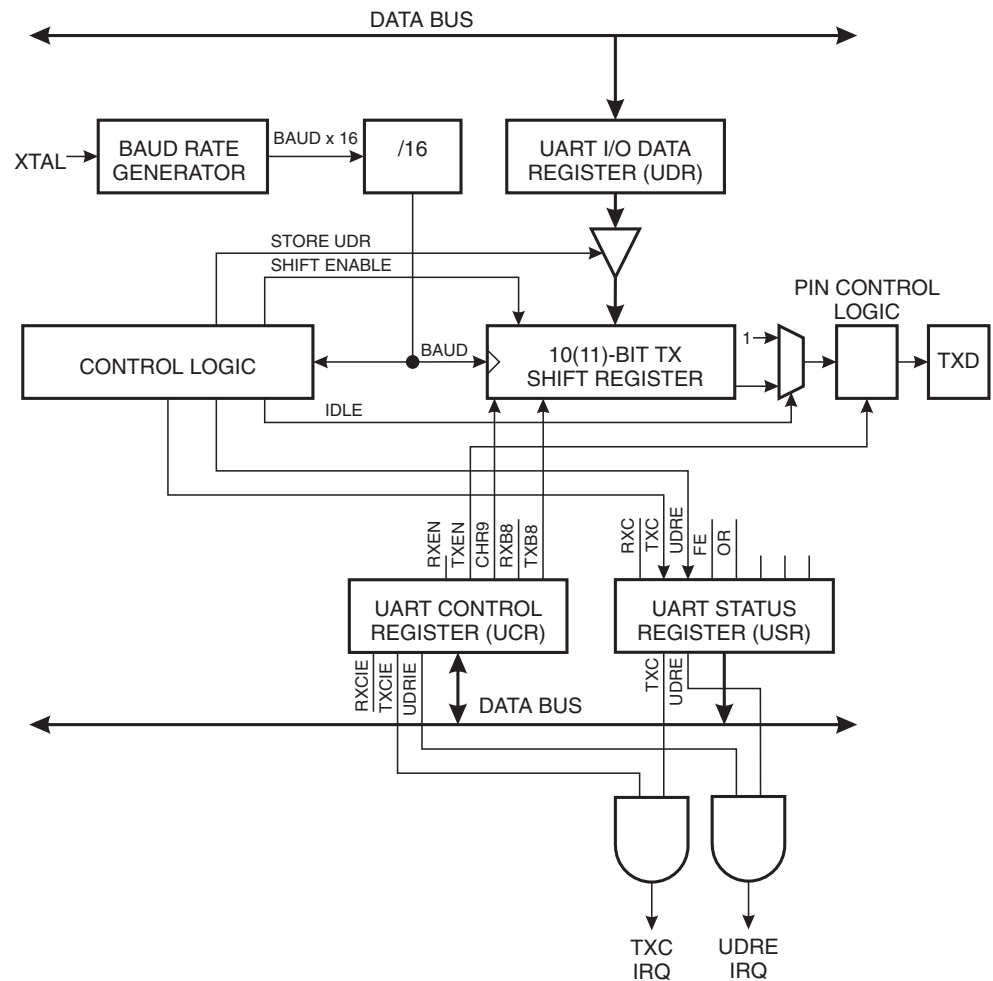 DATA BUS
XTAL
BAUD RATE
GENERATOR
BAUD x 16
/16
UART I/O DATA
REGISTER (UDR)
STORE UDR
SHIFT ENABLE
PIN CONTROL
LOGIC
CONTROL LOGIC
BAUD
10(11)-BIT TX
SHIFT REGISTER
1
TXD
IDLE
RXEN
TXEN
CHR9
RXB8
TXB8
RXC
TXC
UDRE
FE
OR
UART CONTROL
REGISTER (UCR)
UART STATUS
REGISTER (USR)
RXCIE
TXCIE
UDRIE
TXC
UDRE
DATA BUS
TXC
IRQ
UDRE
IRQ